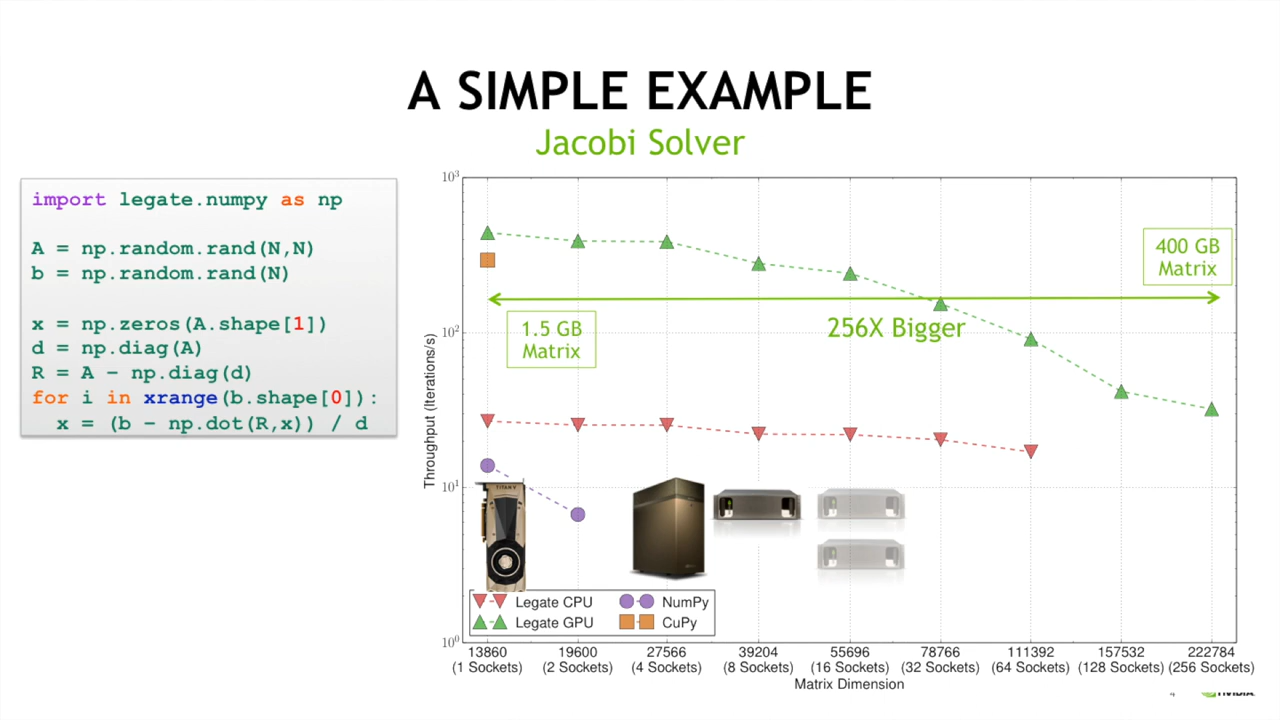 A SIMPLE EXAMPLE
Jacobi Solver
import legate.numpy as np
A = np.random.rand(N,N)
b = np.random.rand(N)
x = np.zeros(A.shape[1])
d = np.diag(A)
R = A – np.diag(d)
for i in xrange(b.shape[0]):
x = (b – np.dot(R,x)) / d
10³
10²
10¹
10⁰
Throughput (Iterations/s)
400 GB
Matrix
1.5 GB
Matrix
256X Bigger
TITAN
Legate CPU
NumPy
Legate GPU
CuPy
13860 19600 27566 39204 55696 78766 111392 157532 222784
(1 Sockets) (2 Sockets) (4 Sockets) (8 Sockets) (16 Sockets) (32 Sockets) (64 Sockets) (128 Sockets) (256 Sockets)
Matrix Dimension
4
NVIDIA